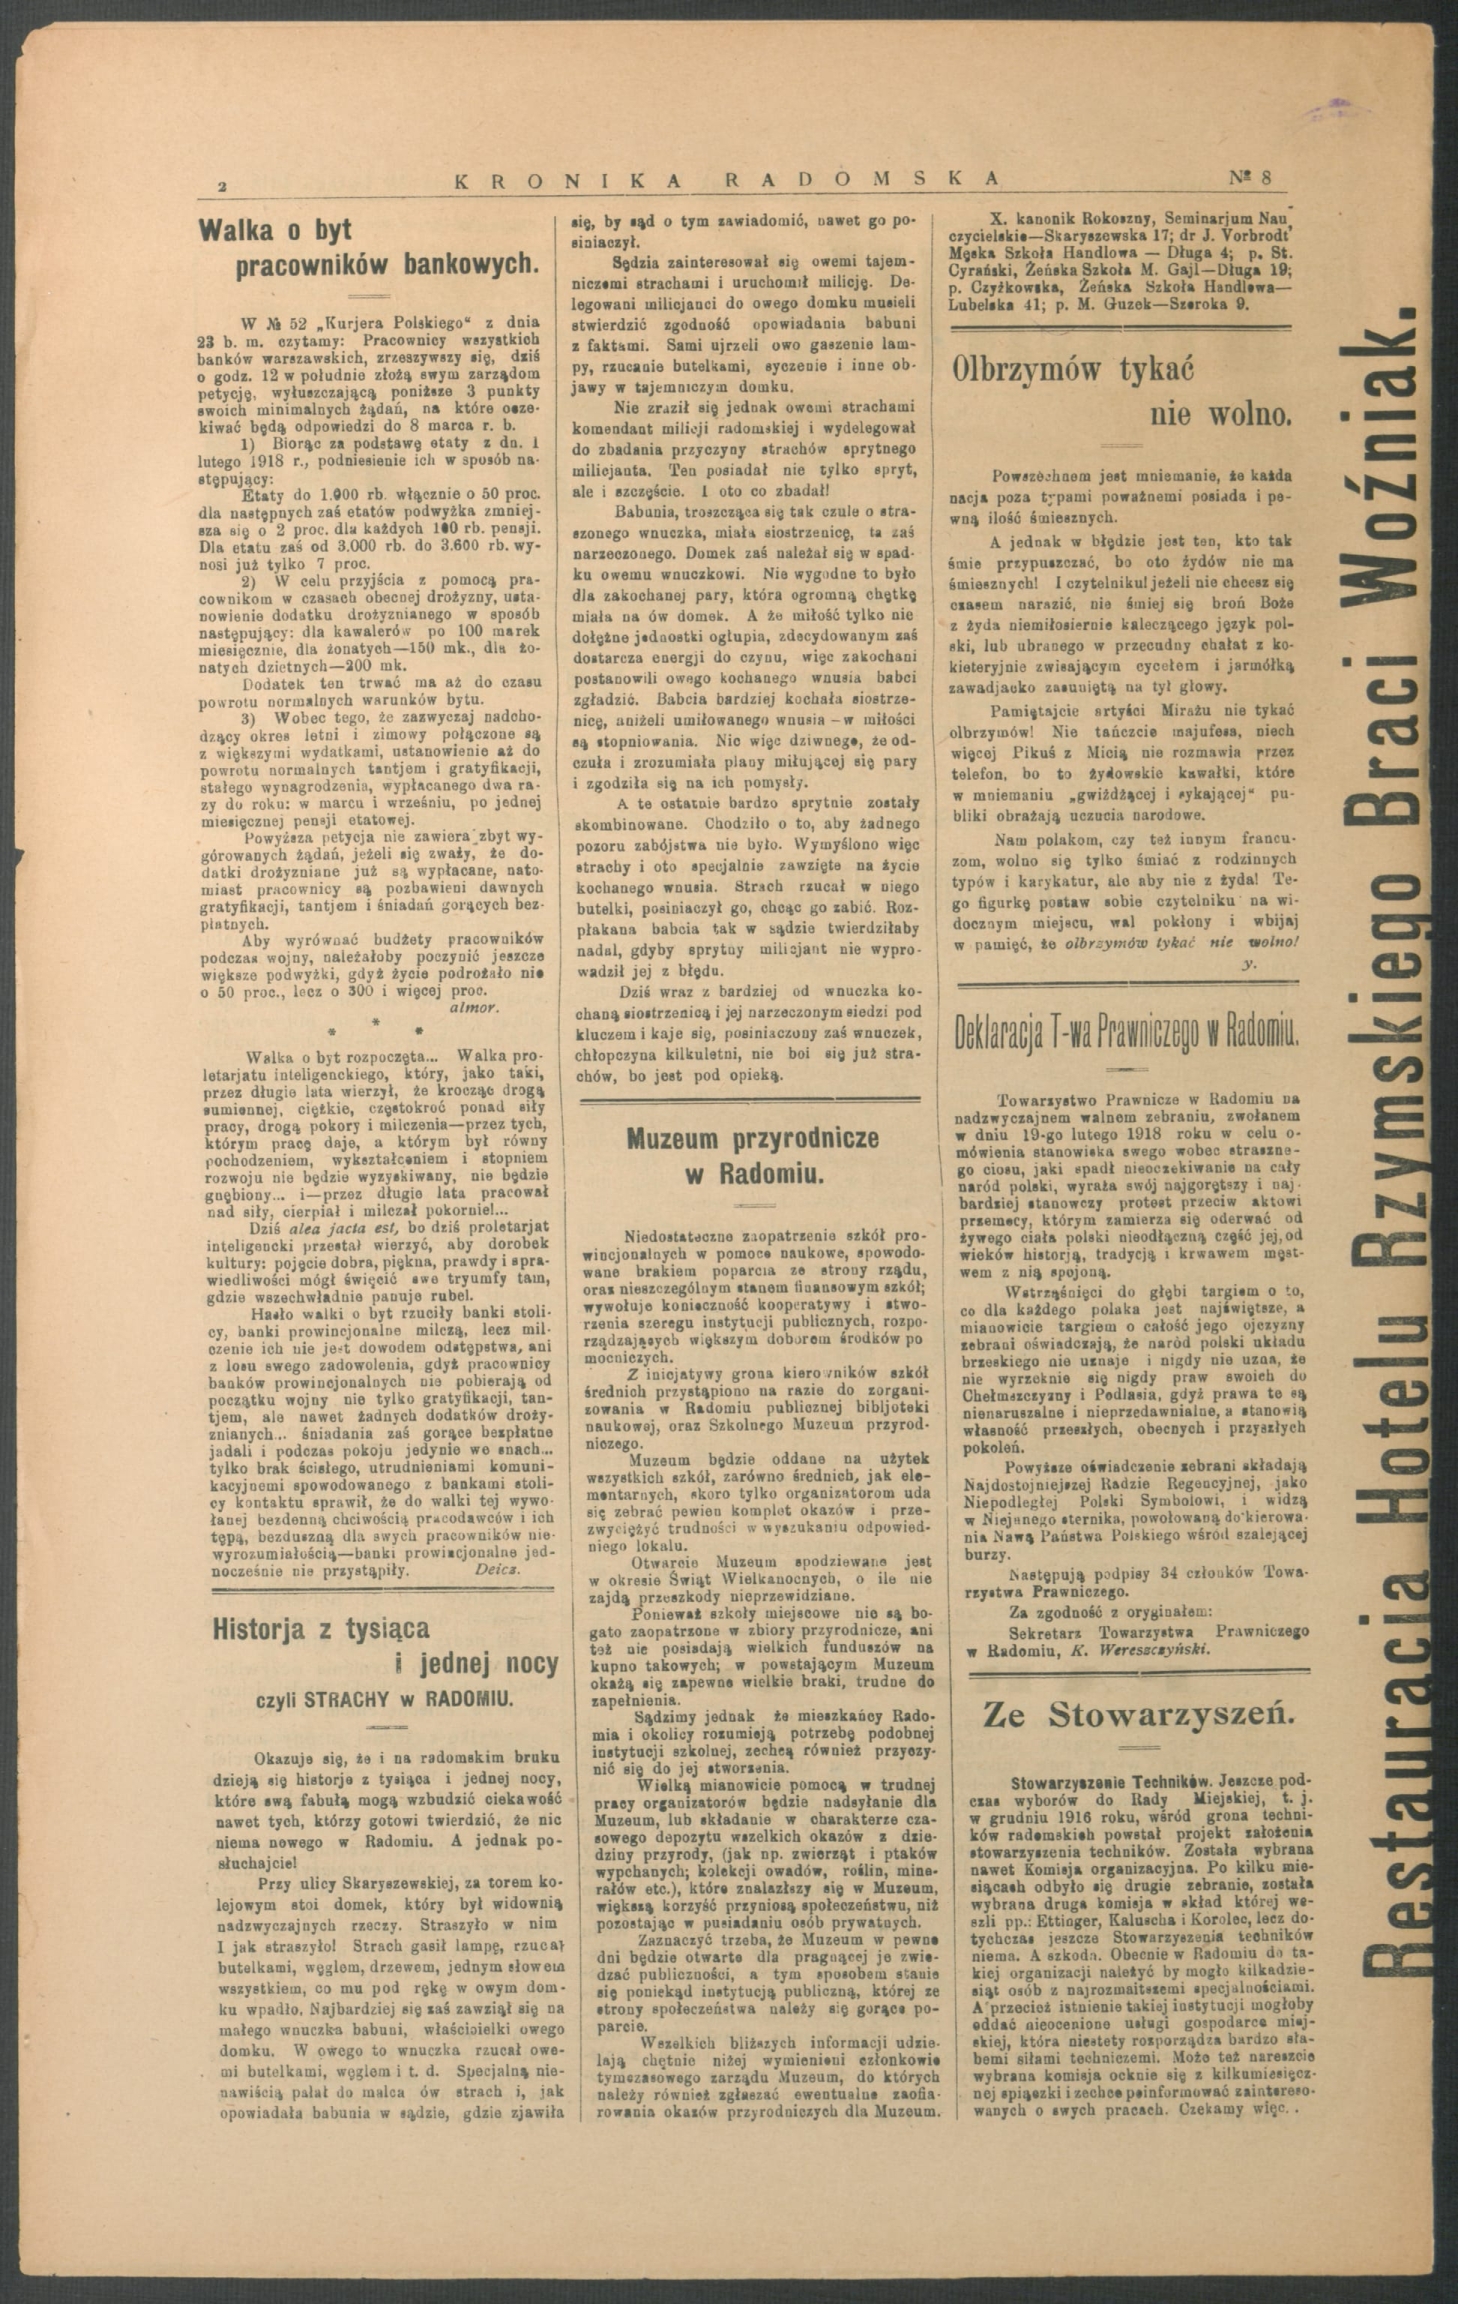 2
KRONIKA RADOMSKA
№ 8
Walka o byt
pracowników bankowych.
W № 52 „Kurjera Polskiego“ z dnia
23 b. m. czytamy: Pracownicy wszystkich
banków warszawskich, zrzeszywszy się, dziś
o godz. 12 w południe złożą swym zarządom
petycję, wyłuszczającą poniższe 3 punkty
swoich minimalnych żądań, na które ocze-
kiwać będą odpowiedzi do 8 marca r. b.
1) Biorąc za podstawę etaty z dn. 1
lutego 1918 r., podniesienie ich w sposób na-
stępujący:
Etaty do 1.000 rb. włącznie o 50 proc.
dla następnych zaś etatów podwyżka zmniej-
sza się o 2 proc. dla każdych 100 rb. pensji.
Dla etatu zaś od 3.000 rb. do 3.600 rb. wy-
nosi już tylko 7 proc.
2) W celu przyjścia z pomocą pra-
cownikom w czasach obecnej drożyzny, usta-
nowienie dodatku drożyznianego w sposób
następujący: dla kawalerów po 100 marek
miesięcznie, dla żonatych—150 mk., dla żo-
natych dzietnych—200 mk.
Dodatek ten trwać ma aż do czasu
powrotu normalnych warunków bytu.
3) Wobec tego, że zazwyczaj nadcho-
dzący okres letni i zimowy połączone są
z większymi wydatkami, ustanowienie aż do
powrotu normalnych tantjem i gratyfikacji,
stałego wynagrodzenia, wypłacanego dwa ra-
zy do roku: w marcu i wrześniu, po jednej
miesięcznej pensji etatowej.
Powyższa petycja nie zawiera zbyt wy-
górowanych żądań, jeżeli się zważy, że do-
datki drożyzniane już są wypłacane, nato-
miast pracownicy są pozbawieni dawnych
gratyfikacji, tantjem i śniadań gorących bez-
płatnych.
Aby wyrównać budżety pracowników
podczas wojny, należałoby poczynić jeszcze
większe podwyżki, gdyż życie podrożało nie
o 50 proc., lecz o 300 i więcej proc.
almor.
* * *
Walka o byt rozpoczęta... Walka pro-
letarjatu inteligenckiego, który, jako taki,
przez długie lata wierzył, że krocząc drogą
sumiennej, ciężkie, częstokroć ponad siły
pracy, drogą pokory i milczenia—przez tych,
którym pracę daje, a którym był równy
pochodzeniem, wykształceniem i stopniem
rozwoju nie będzie wyzyskiwany, nie będzie
gnębiony... i—przez długie lata pracował
nad siły, cierpiał i milczał pokornie!...
Dziś alea jacta est, bo dziś proletarjat
inteligencki przestał wierzyć, aby dorobek
kultury: pojęcie dobra, piękna, prawdy i spra-
wiedliwości mógł święcić swe tryumfy tam,
gdzie wszechwładnie panuje rubel.
Hasło walki o byt rzuciły banki stoli-
cy, banki prowincjonalne milczą, lecz mil-
czenie ich nie jest dowodem odstępstwa, ani
z losu swego zadowolenia, gdyż pracownicy
banków prowincjonalnych nie pobierają od
początku wojny nie tylko gratyfikacji, tan-
tjem, ale nawet żadnych dodatków droży-
znianych... śniadania zaś gorące bezpłatne
jadali i podczas pokoju jedynie we snach...
tylko brak ścisłego, utrudnieniami komuni-
kacyjnemi spowodowanego z bankami stoli-
cy kontaktu sprawił, że do walki tej wywo-
łanej bezdenną chciwością pracodawców i ich
tępą, bezduszną dla swych pracowników nie-
wyrozumiałością—banki prowincjonalne jed-
nocześnie nie przystąpiły. Deicz.
Historja z tysiąca
i jednej nocy
czyli STRACHY w RADOMIU.
Okazuje się, że i na radomskim bruku
dzieją się historje z tysiąca i jednej nocy,
które swą fabułą mogą wzbudzić ciekawość
nawet tych, którzy gotowi twierdzić, że nic
niema nowego w Radomiu. A jednak po-
słuchajcie!
Przy ulicy Skaryszewskiej, za torem ko-
lejowym stoi domek, który był widownią
nadzwyczajnych rzeczy. Straszyło w nim
I jak straszyło! Strach gasił lampę, rzucał
butelkami, węglem, drzewem, jednym słowem
wszystkiem, co mu pod rękę w owym dom-
ku wpadło. Najbardziej się zaś zawziął się na
małego wnuczka babuni, właścicielki owego
domku. W owego to wnuczka rzucał owe-
mi butelkami, węglem i t. d. Specjalną nie-
nawiścią pałał do malca ów strach i, jak
opowiadała babunia w sądzie, gdzie zjawiła
się, by sąd o tym zawiadomić, nawet go po-
siniaczył.
Sędzia zainteresował się owemi tajem-
niczemi strachami i uruchomił milicję. De-
legowani milicjanci do owego domku musieli
stwierdzić zgodność opowiadania babuni
z faktami. Sami ujrzeli owo gaszenie lam-
py, rzucanie butelkami, syczenie i inne ob-
jawy w tajemniczym domku.
Nie zraził się jednak owemi strachami
komendant milicji radomskiej i wydelegował
do zbadania przyczyny strachów sprytnego
milicjanta. Ten posiadał nie tylko spryt,
ale i szczęście. I oto co zbadał!
Babunia, troszcząca się tak czule o stra-
szonego wnuczka, miała siostrzenicę, ta zaś
narzeczonego. Domek zaś należał się w spad-
ku owemu wnuczkowi. Nie wygodne to było
dla zakochanej pary, która ogromną chętkę
miała na ów domek. A że miłość tylko nie
dołężne jednostki ogłupia, zdecydowanym zaś
dostarcza energji do czynu, więc zakochani
postanowili owego kochanego wnusia babci
zgładzić. Babcia bardziej kochała siostrze-
nicę, aniżeli umiłowanego wnusia—w miłości
są stopniowania. Nic więc dziwnego, że od-
czuła i zrozumiała plany miłującej się pary
i zgodziła się na ich pomysły.
A te ostatnie bardzo sprytnie zostały
skombinowane. Chodziło o to, aby żadnego
pozoru zabójstwa nie było. Wymyślono więc
strachy i oto specjalnie zawzięte na życie
kochanego wnusia. Strach rzucał w niego
butelki, posiniaczył go, chcąc go zabić. Roz-
płakana babcia tak w sądzie twierdziłaby
nadal, gdyby sprytny milicjant nie wypro-
wadził jej z błędu.
Dziś wraz z bardziej od wnuczka ko-
chaną siostrzenicą i jej narzeczonym siedzi pod
kluczem i kaje się, posiniaczony zaś wnuczek,
chłopczyna kilkuletni, nie boi się już stra-
chów, bo jest pod opieką.
Muzeum przyrodnicze
w Radomiu.
Niedostateczne zaopatrzenie szkół pro-
wincjonalnych w pomoce naukowe, spowodo-
wane brakiem poparcia ze strony rządu,
oraz nieszczególnym stanem finansowym szkół;
wywołuje konieczność kooperatywy i stwo-
rzenia szeregu instytucji publicznych, rozpo-
rządzających większym doborem środków po
mocniczych.
Z inicjatywy grona kierowników szkół
średnich przystąpiono na razie do zorgani-
zowania w Radomiu publicznej bibljoteki
naukowej, oraz Szkolnego Muzeum przyrod-
niczego.
Muzeum będzie oddane na użytek
wszystkich szkół, zarówno średnich, jak ele-
mentarnych, skoro tylko organizatorom uda
się zebrać pewien komplet okazów i prze-
zwyciężyć trudności w wyszukaniu odpowied-
niego lokalu.
Otwarcie Muzeum spodziewane jest
w okresie Świąt Wielkanocnych, o ile nie
zajdą przeszkody nieprzewidziane.
Ponieważ szkoły miejscowe nie są bo-
gato zaopatrzone w zbiory przyrodnicze, ani
też nie posiadają wielkich funduszów na
kupno takowych; w powstającym Muzeum
okażą się zapewne wielkie braki, trudne do
zapełnienia.
Sądzimy jednak że mieszkańcy Rado-
mia i okolicy rozumieją potrzebę podobnej
instytucji szkolnej, zechcą również przyczy-
nić się do jej stworzenia.
Wielką mianowicie pomocą w trudnej
pracy organizatorów będzie nadsyłanie dla
Muzeum, lub składanie w charakterze cza-
sowego depozytu wszelkich okazów z dzie-
dziny przyrody, (jak np. zwierząt i ptaków
wypchanych; kolekcji owadów, roślin, mine-
rałów etc.), które znalazłszy się w Muzeum,
większą korzyść przyniosą społeczeństwu, niż
pozostając w pusiadaniu osób prywatnych.
Zaznaczyć trzeba, że Muzeum w pewne
dni będzie otwarte dla pragnącej je zwie-
dzać publiczności, a tym sposobem stanie
się poniekąd instytucją publiczną, której ze
strony społeczeństwa należy się gorące po-
parcie.
Wszelkich bliższych informacji udzie-
lają chętnie niżej wymienieni członkowie
tymczasowego zarządu Muzeum, do których
należy również zgłaszać ewentualne zaofia-
rowania okazów przyrodniczych dla Muzeum.
X. kanonik Rokoszny, Seminarjum Nau
czycielskie—Skaryszewska 17; dr J. Vorbrodt
Męska Szkoła Handlowa — Długa 4; p. St.
Cyrański, Żeńska Szkoła M. Gajl—Długa 19;
p. Czyżkowska, Żeńska Szkoła Handlowa—
Lubelska 41; p. M. Guzek—Szeroka 9.
Olbrzymów tykać
nie wolno.
Powszechnem jest mniemanie, że każda
nacja poza typami poważnemi posiada i pe-
wną ilość śmiesznych.
A jednak w błędzie jest ten, kto tak
śmie przypuszczać, bo oto żydów nie ma
śmiesznych! I czytelniku! jeżeli nie chcesz się
czasem narazić, nie śmiej się broń Boże
z żyda niemiłosiernie kaleczącego język pol-
ski, lub ubranego w przecudny chałat z ko-
kieteryjnie zwisającym cycełem i jarmółką
zawadjacko zasuniętą na tył głowy.
Pamiętajcie artyści Mirażu nie tykać
olbrzymów! Nie tańczcie majufesa, niech
więcej Pikuś z Micią nie rozmawia przez
telefon, bo to żydowskie kawałki, które
w mniemaniu „gwiżdżącej i sykającej“ pu-
bliki obrażają uczucia narodowe.
Nam polakom, czy też innym francu-
zom, wolno się tylko śmiać z rodzinnych
typów i karykatur, ale aby nie z żyda! Te-
go figurkę postaw sobie czytelniku na wi-
docznym miejscu, wal pokłony i wbijaj
w pamięć, że olbrzymów tykać nie wolno!
y.
Deklaracja T-wa Prawniczego w Radomiu.
Towarzystwo Prawnicze w Radomiu na
nadzwyczajnem walnem zebraniu, zwołanem
w dniu 19-go lutego 1918 roku w celu o-
mówienia stanowiska swego wobec straszne-
go ciosu, jaki spadł nieoczekiwanie na cały
naród polski, wyraża swój najgorętszy i naj-
bardziej stanowczy protest przeciw aktowi
przemocy, którym zamierza się oderwać od
żywego ciała polski nieodłączną część jej, od
wieków historją, tradycją i krwawem męst-
wem z nią spojoną.
Wstrząśnięci do głębi targiem o to,
co dla każdego polaka jest najświętsze, a
mianowicie targiem o całość jego ojczyzny
zebrani oświadczają, że naród polski układu
brzeskiego nie uznaje i nigdy nie uzna, że
nie wyrzeknie się nigdy praw swoich do
Chełmszczyzny i Podlasia, gdyż prawa te są
nienaruszalne i nieprzedawnialne, a stanowią
własność przeszłych, obecnych i przyszłych
pokoleń.
Powyższe oświadczenie zebrani składają
Najdostojniejszej Radzie Regencyjnej, jako
Niepodległej Polski Symbolowi, i widzą
w Niej jnnego sternika, powołowaną do kierowa-
nia Nawą Państwa Polskiego wśród szalejącej
burzy.
Następują podpisy 34 członków Towa-
rzystwa Prawniczego.
Za zgodność z oryginałem:
Sekretarz Towarzystwa Prawniczego
w Radomiu, K. Wereszczyński.
Ze Stowarzyszeń.
Stowarzyszenie Techników. Jeszcze pod-
czas wyborów do Rady Miejskiej, t. j.
w grudniu 1916 roku, wśród grona techni-
ków radomskich powstał projekt założenia
stowarzyszenia techników. Została wybrana
nawet Komisja organizacyjna. Po kilku mie-
siącach odbyło się drugie zebranie, została
wybrana druga komisja w skład której we-
szli pp.: Ettinger, Kaluscha i Korolec, lecz do-
tychczas jeszcze Stowarzyszenia techników
niema. A szkoda. Obecnie w Radomiu do ta-
kiej organizacji należyć by mogło kilkadzie-
siąt osób z najrozmaitszemi specjalnościami.
A przecież istnienie takiej instytucji mogłoby
oddać nieocenione usługi gospodarce miej-
skiej, która niestety rozporządza bardzo sła-
bemi siłami techniczemi. Może też nareszcie
wybrana komisja ocknie się z kilkumiesięcz-
nej spiączki i zechce poinformować zaintereso-
wanych o swych pracach. Czekamy więc..
Restauracja Hotelu Rzymskiego Braci Woźniak.